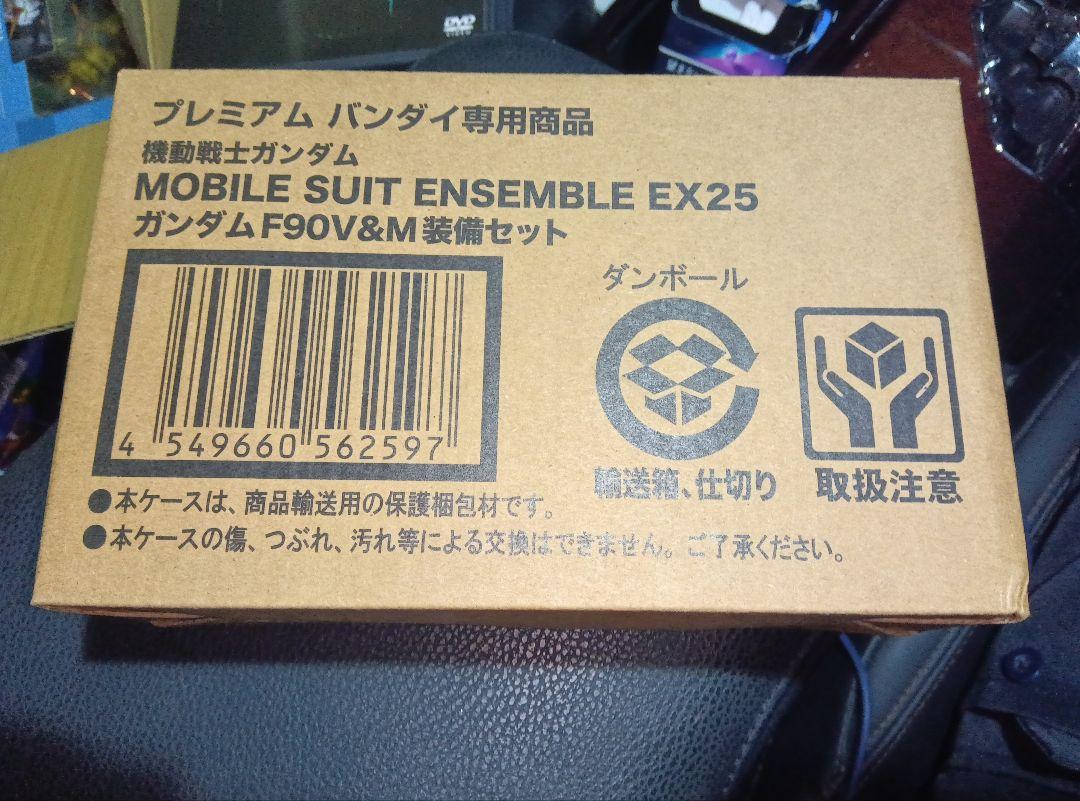 DVD
プレミアム バンダイ専用商品
機動戦士ガンダム
MOBILE SUIT ENSEMBLE EX25
ガンダムF90V&M装備セット
ダンボール
4 549660 562597
輸送箱、仕切り
取扱注意
●本ケースは、商品輸送用の保護梱包材です。
●本ケースの傷、つぶれ、汚れ等による交換はできません。ご了承ください。